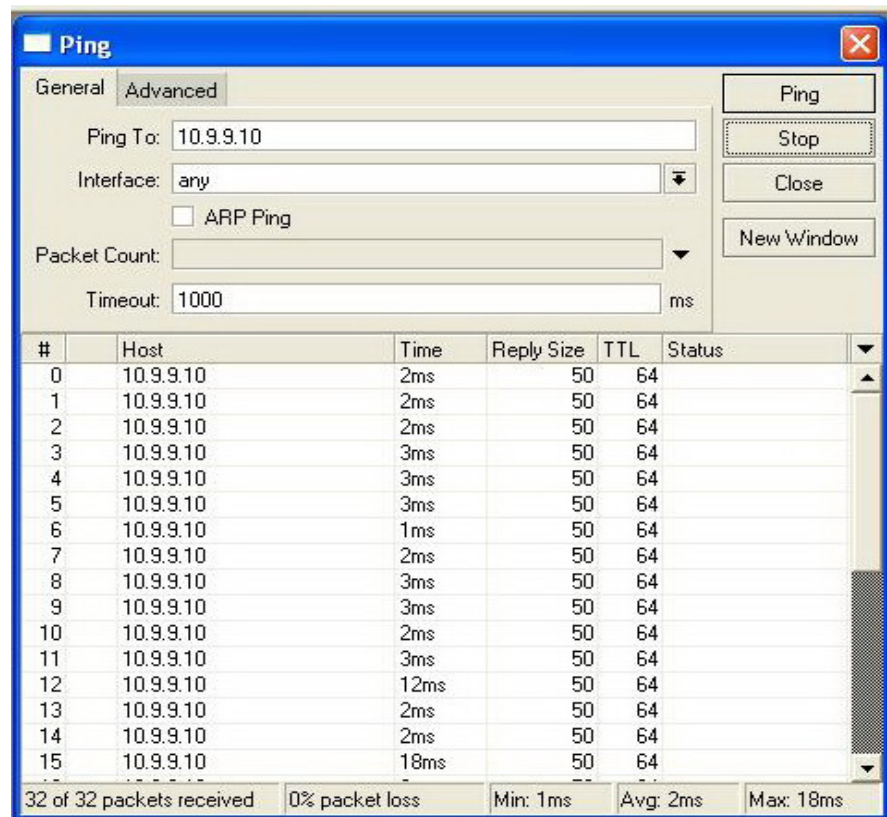 Ping
General Advanced
Ping
Ping To: 10.9.9.10
Stop
Interface: any
Close
ARP Ping
New Window
Packet Count:
Timeout: 1000 ms
# Host Time Reply Size TTL Status
0 10.9.9.10 2ms 50 64
1 10.9.9.10 2ms 50 64
2 10.9.9.10 2ms 50 64
3 10.9.9.10 3ms 50 64
4 10.9.9.10 3ms 50 64
5 10.9.9.10 3ms 50 64
6 10.9.9.10 1ms 50 64
7 10.9.9.10 2ms 50 64
8 10.9.9.10 3ms 50 64
9 10.9.9.10 3ms 50 64
10 10.9.9.10 2ms 50 64
11 10.9.9.10 3ms 50 64
12 10.9.9.10 12ms 50 64
13 10.9.9.10 2ms 50 64
14 10.9.9.10 2ms 50 64
15 10.9.9.10 18ms 50 64
32 of 32 packets received 0% packet loss Min: 1ms Avg: 2ms Max: 18ms